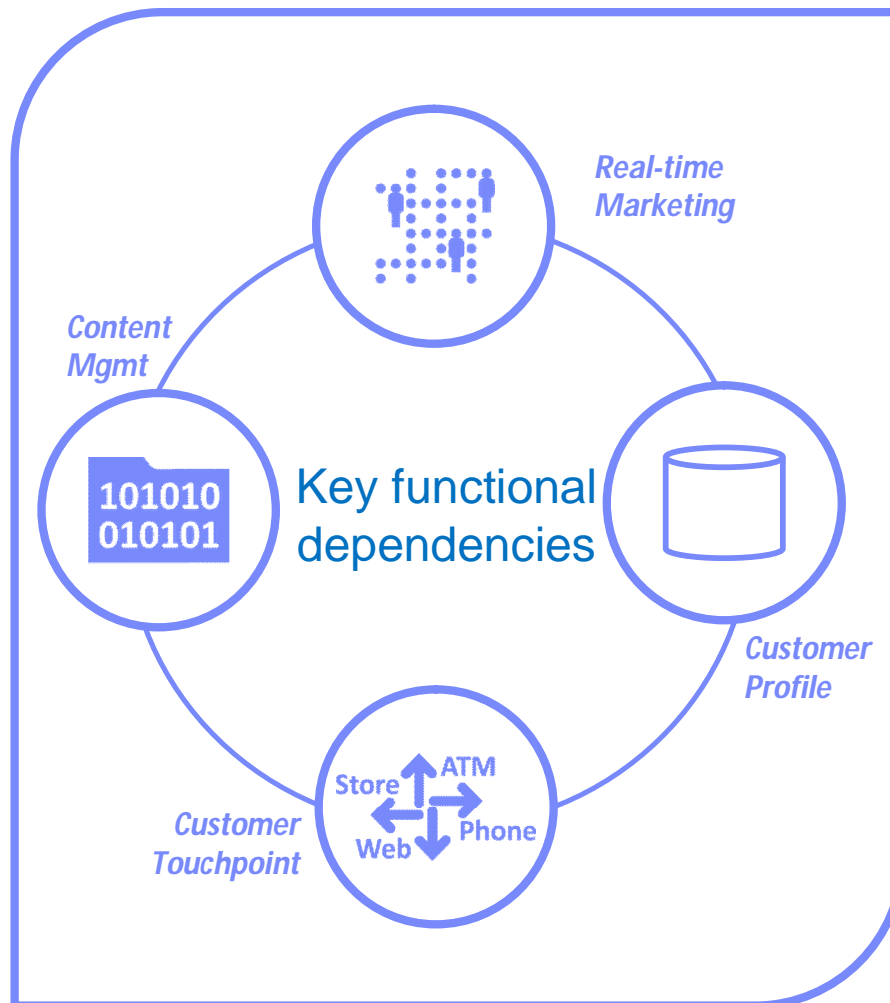 Real-time
Marketing
Content
Mgmt
101010
010101
Key functional
dependencies
Customer
Profile
Store
ATM
Web
Phone
Customer
Touchpoint